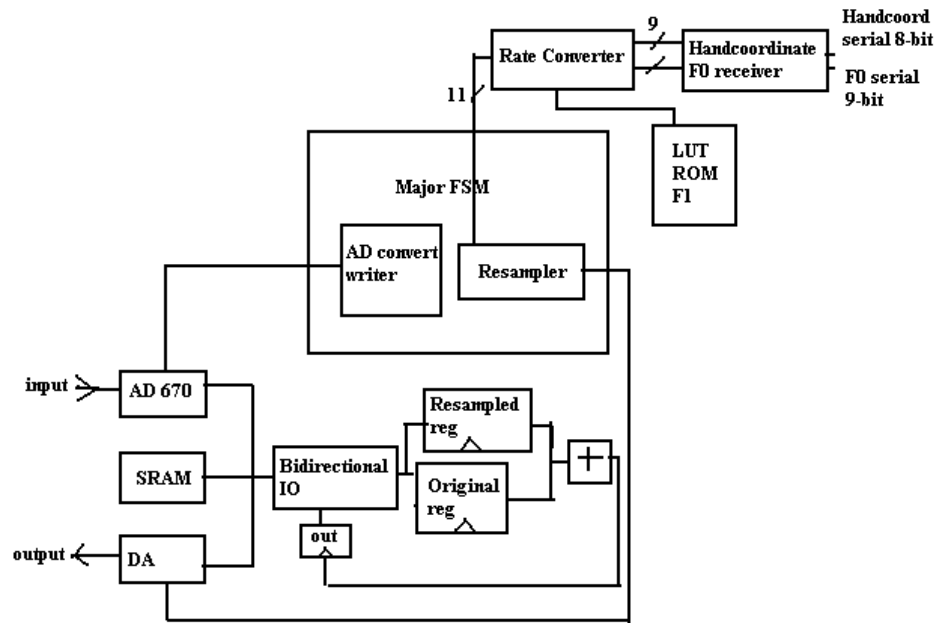 Handcoord
serial 8-bit
9
Rate Converter
Handcoordinate
F0 receiver
F0 serial
9-bit
11
LUT
ROM
F1
Major FSM
AD convert
writer
Resampler
input
AD 670
Resampled
reg
+
SRAM
Bidirectional
IO
Original
reg
out
output
DA